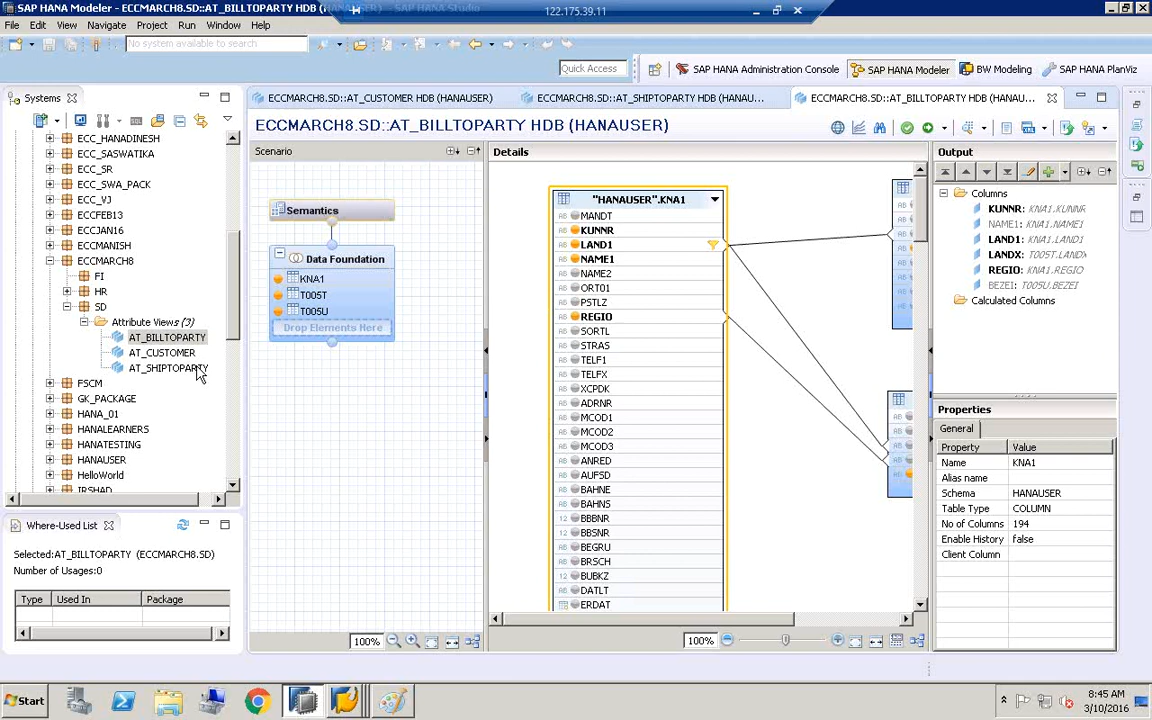 SAP HANA Modeler - ECCMARCH8.SD::AT_BILLTOPARTY HDB (
122.175.39.11
File Edit View Navigate Project Run Window Help
No system available to search
Quick Access
SAP HANA Administration Console
SAP HANA Modeler
BW Modeling
SAP HANA PlanViz
Systems
ECC_HANADINESH
ECC_SASWATIKA
ECC_SR
ECC_SWA_PACK
ECC_VJ
ECCFEB13
ECCJAN16
ECCMANISH
ECCMARCH8
FI
HR
SD
Attribute Views (3)
AT_BILLTOPARTY
AT_CUSTOMER
AT_SHIPTOPARTY
FSCM
GK_PACKAGE
HANA_01
HANALEARNERS
HANATESTING
HANAUSER
HelloWorld
IRSHAD
Where-Used List
Selected:AT_BILLTOPARTY (ECCMARCH8.SD)
Number of Usages:0
Type Used In Package
ECCMARCH8.SD::AT_CUSTOMER HDB (HANAUSER)
ECCMARCH8.SD::AT_SHIPTOPARTY HDB (HANAU...
ECCMARCH8.SD::AT_BILLTOPARTY HDB (HANAU...
ECCMARCH8.SD::AT_BILLTOPARTY HDB (HANAUSER)
Scenario
Semantics
Data Foundation
KNA1
T005T
T005U
Drop Elements Here
100%
Details
"HANAUSER".KNA1
MANDT
KUNNR
LAND1
NAME1
NAME2
ORT01
PSTLZ
REGIO
SORTL
STRAS
TELF1
TELFX
XCPDK
ADRNR
MCOD1
MCOD2
MCOD3
ANRED
AUFSD
BAHNE
BAHNS
BBBNR
BBSNR
BEGRU
BRSCH
BUBKZ
DATLT
ERDAT
100%
Output
Columns
KUNNR: KNA1.KUNNR
NAME1: KNA1.NAME1
LAND1: KNA1.LAND1
LANDX: T005T.LANDX
REGIO: KNA1.REGIO
BEZEI: T005U.BEZEI
Calculated Columns
Properties
General
Property Value
Name KNA1
Alias name
Schema HANAUSER
Table Type COLUMN
No of Columns 194
Enable History false
Client Column
Start
8:45 AM
3/10/2016